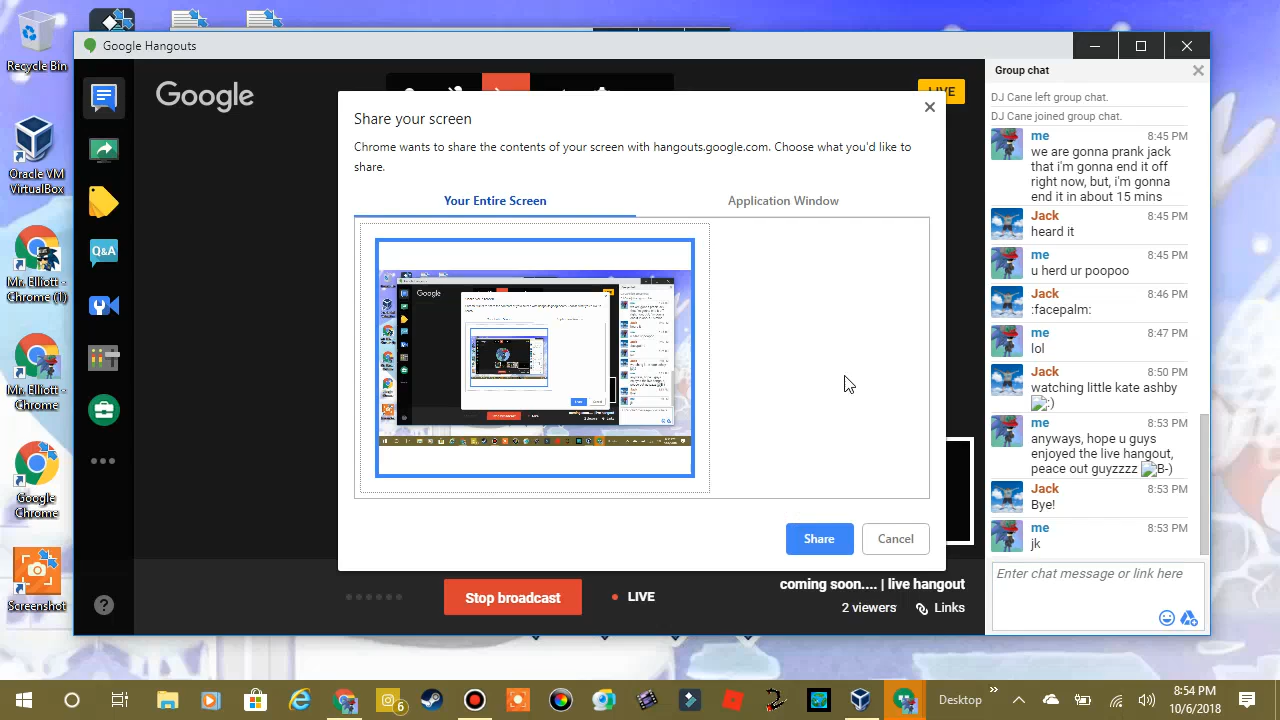 Recycle Bin
Oracle VM
VirtualBox
Mr. Elliott -
Chrome (1)
Mr. Elliott -
Chrome
Google
Chrome
Screenshot
Google Hangouts
Google
Q&A
Share your screen
Chrome wants to share the contents of your screen with hangouts.google.com. Choose what you'd like to
share.
Your Entire Screen
Application Window
Share
Cancel
Stop broadcast
LIVE
coming soon.... | live hangout
2 viewers
Links
Group chat
DJ Cane left group chat.
DJ Cane joined group chat.
me 8:45 PM
we are gonna prank jack
that i'm gonna end it off
right now, but, i'm gonna
end it in about 15 mins
Jack 8:45 PM
heard it
me 8:45 PM
u herd ur poopoo
Jack 8:46 PM
:facepalm:
me 8:47 PM
lol
Jack 8:50 PM
watching little kate ashby
:)
me 8:53 PM
anyways, hope u guys
enjoyed the live hangout,
peace out guyzzzz B-)
Jack 8:53 PM
Bye!
me 8:53 PM
jk
Enter chat message or link here
6
Desktop
8:54 PM
10/6/2018